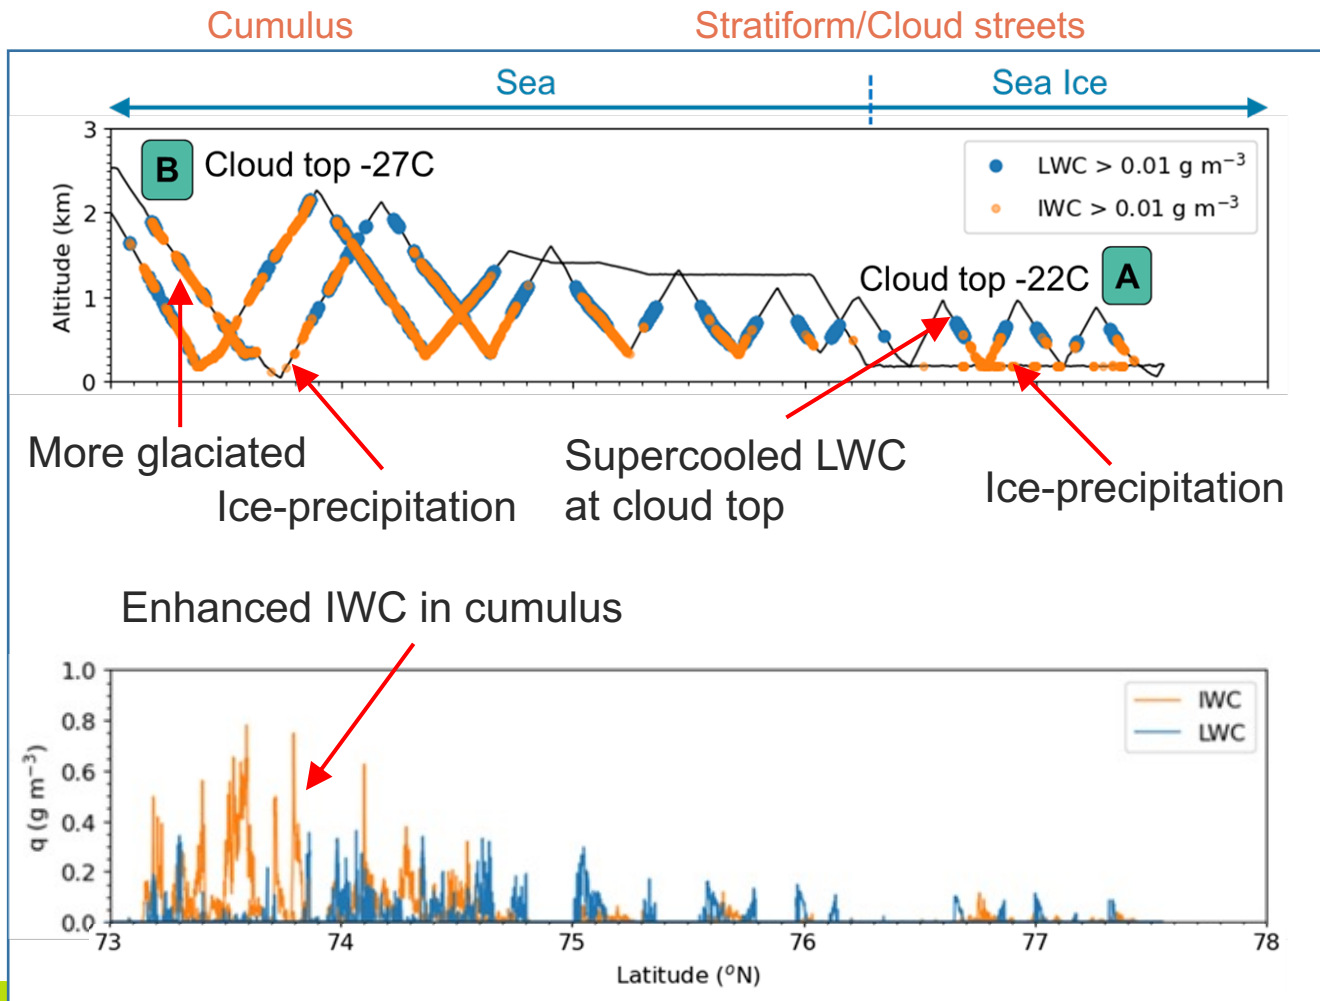 Cumulus
Stratiform/Cloud streets
Sea
Sea Ice
3
2
1
0
Altitude (km)
B
Cloud top -27C
LWC > 0.01 g m⁻³
IWC > 0.01 g m⁻³
Cloud top -22C
A
More glaciated
Ice-precipitation
Supercooled LWC
at cloud top
Ice-precipitation
Enhanced IWC in cumulus
1.0
0.8
0.6
0.4
0.2
0.0
q (g m⁻³)
IWC
LWC
73
74
75
76
77
78
Latitude (°N)